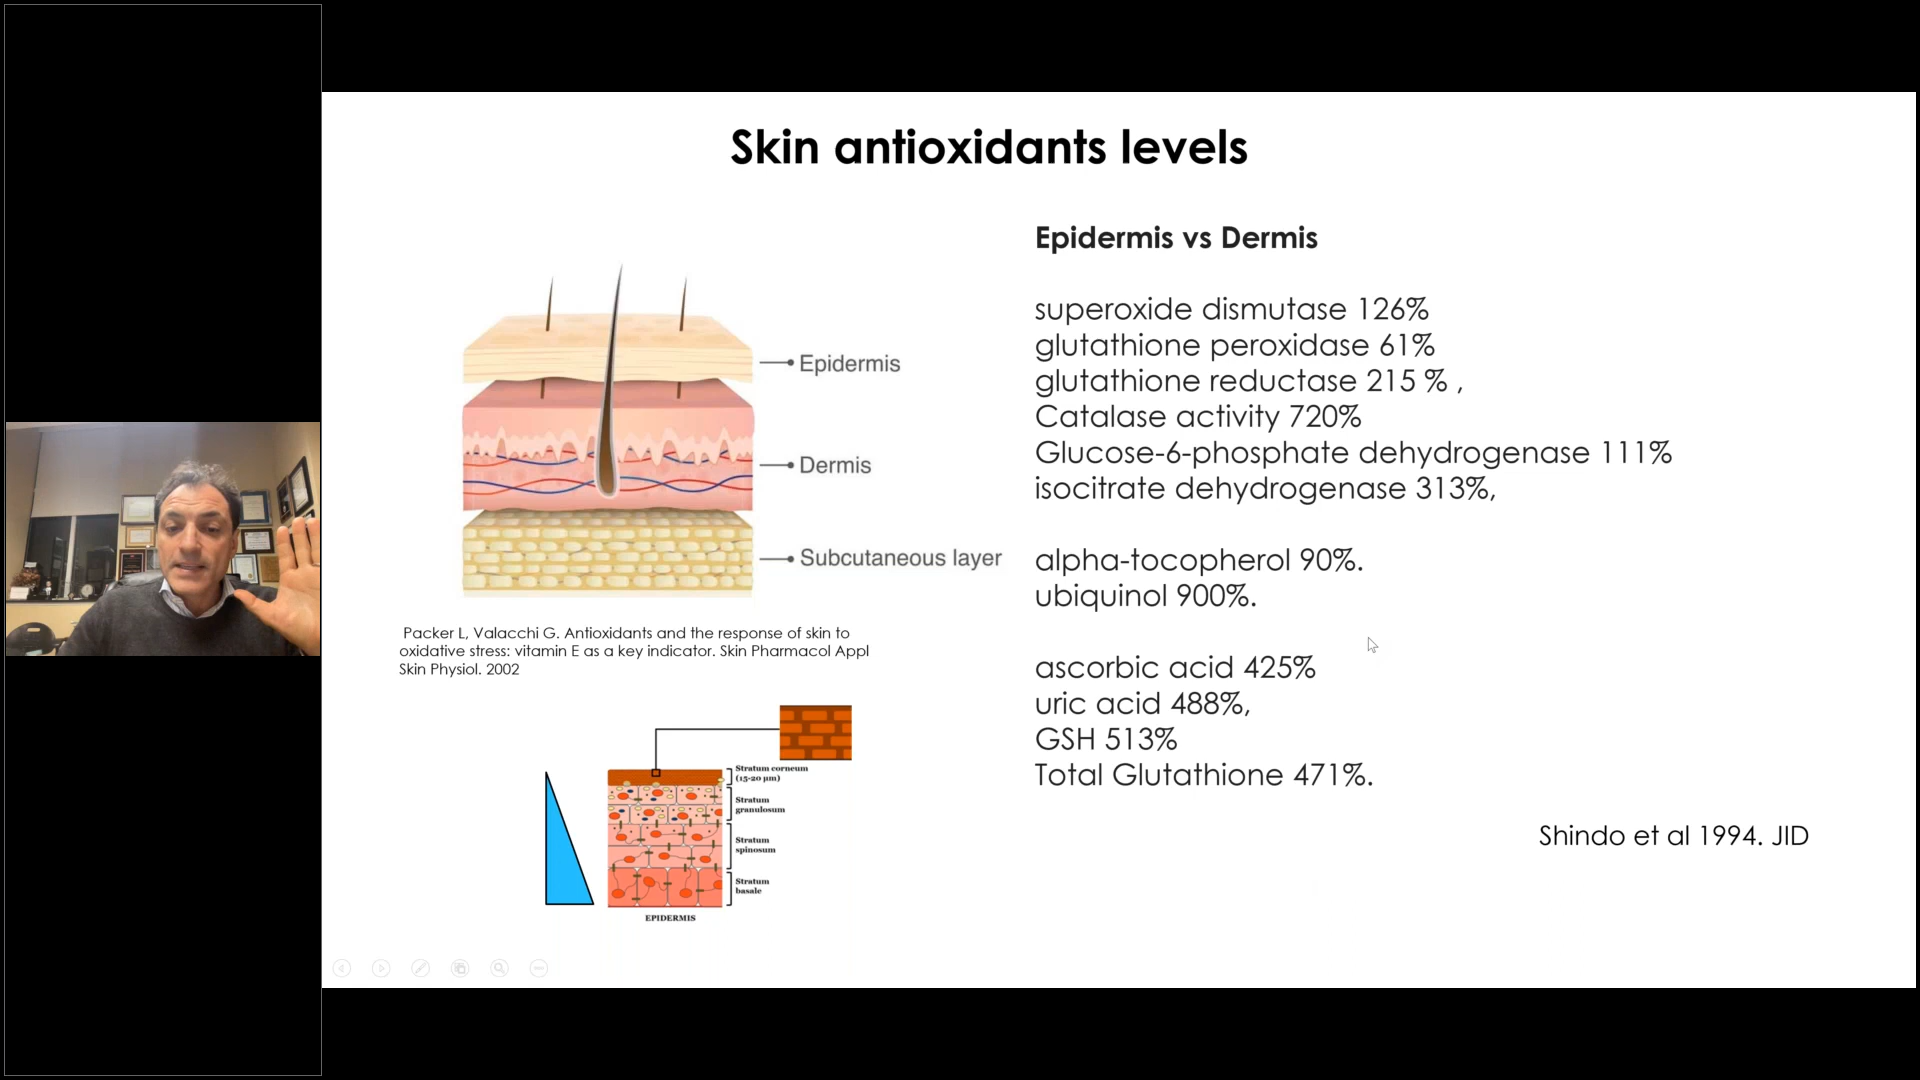 Skin antioxidants levels
Epidermis
Dermis
Subcutaneous layer
Packer L, Valacchi G. Antioxidants and the response of skin to
oxidative stress: vitamin E as a key indicator. Skin Pharmacol Appl
Skin Physiol. 2002
Stratum corneum
(15-20 µm)
Stratum
granulosum
Stratum
spinosum
Stratum
basale
EPIDERMIS
Epidermis vs Dermis
superoxide dismutase 126%
glutathione peroxidase 61%
glutathione reductase 215 % ,
Catalase activity 720%
Glucose-6-phosphate dehydrogenase 111%
isocitrate dehydrogenase 313%,
alpha-tocopherol 90%.
ubiquinol 900%.
ascorbic acid 425%
uric acid 488%,
GSH 513%
Total Glutathione 471%.
Shindo et al 1994. JID